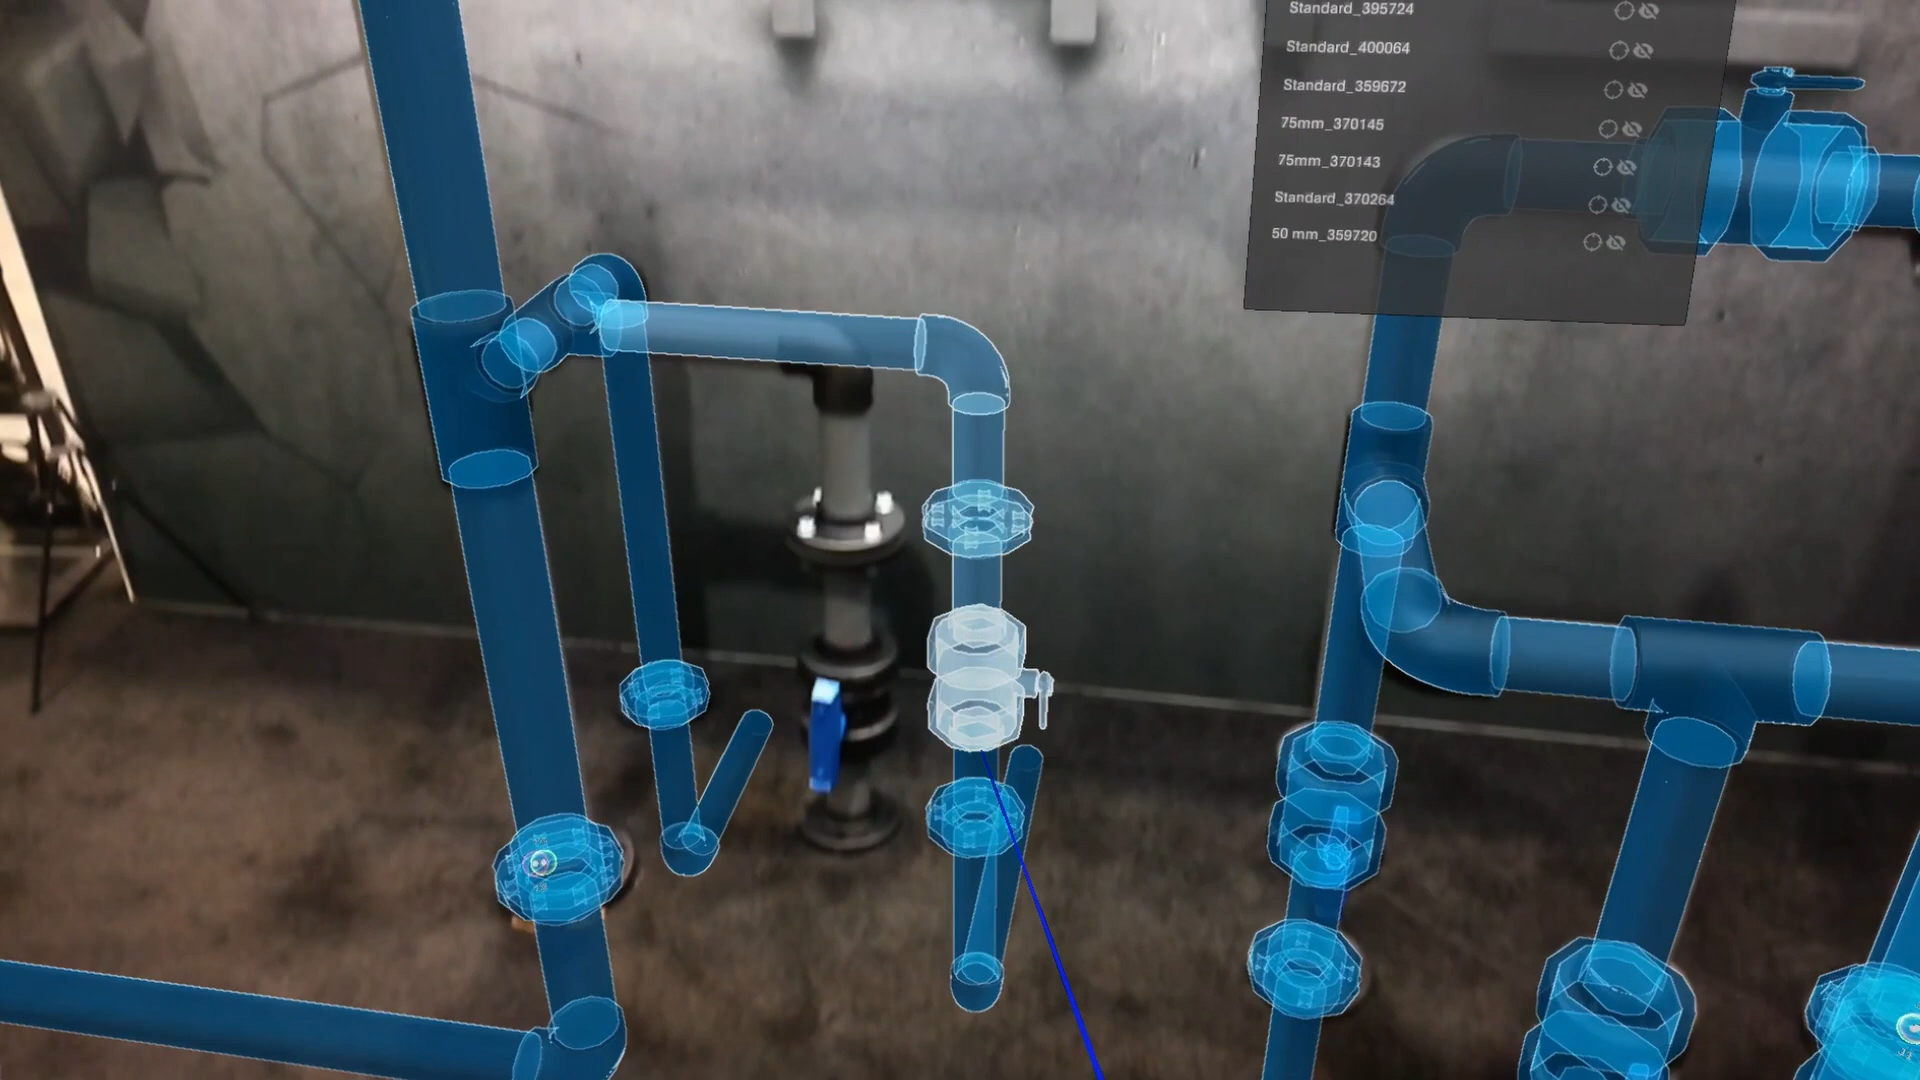 Standard_395724
Standard_400064
Standard_359672
75mm_370145
75mm_370143
Standard_370264
50 mm_359720